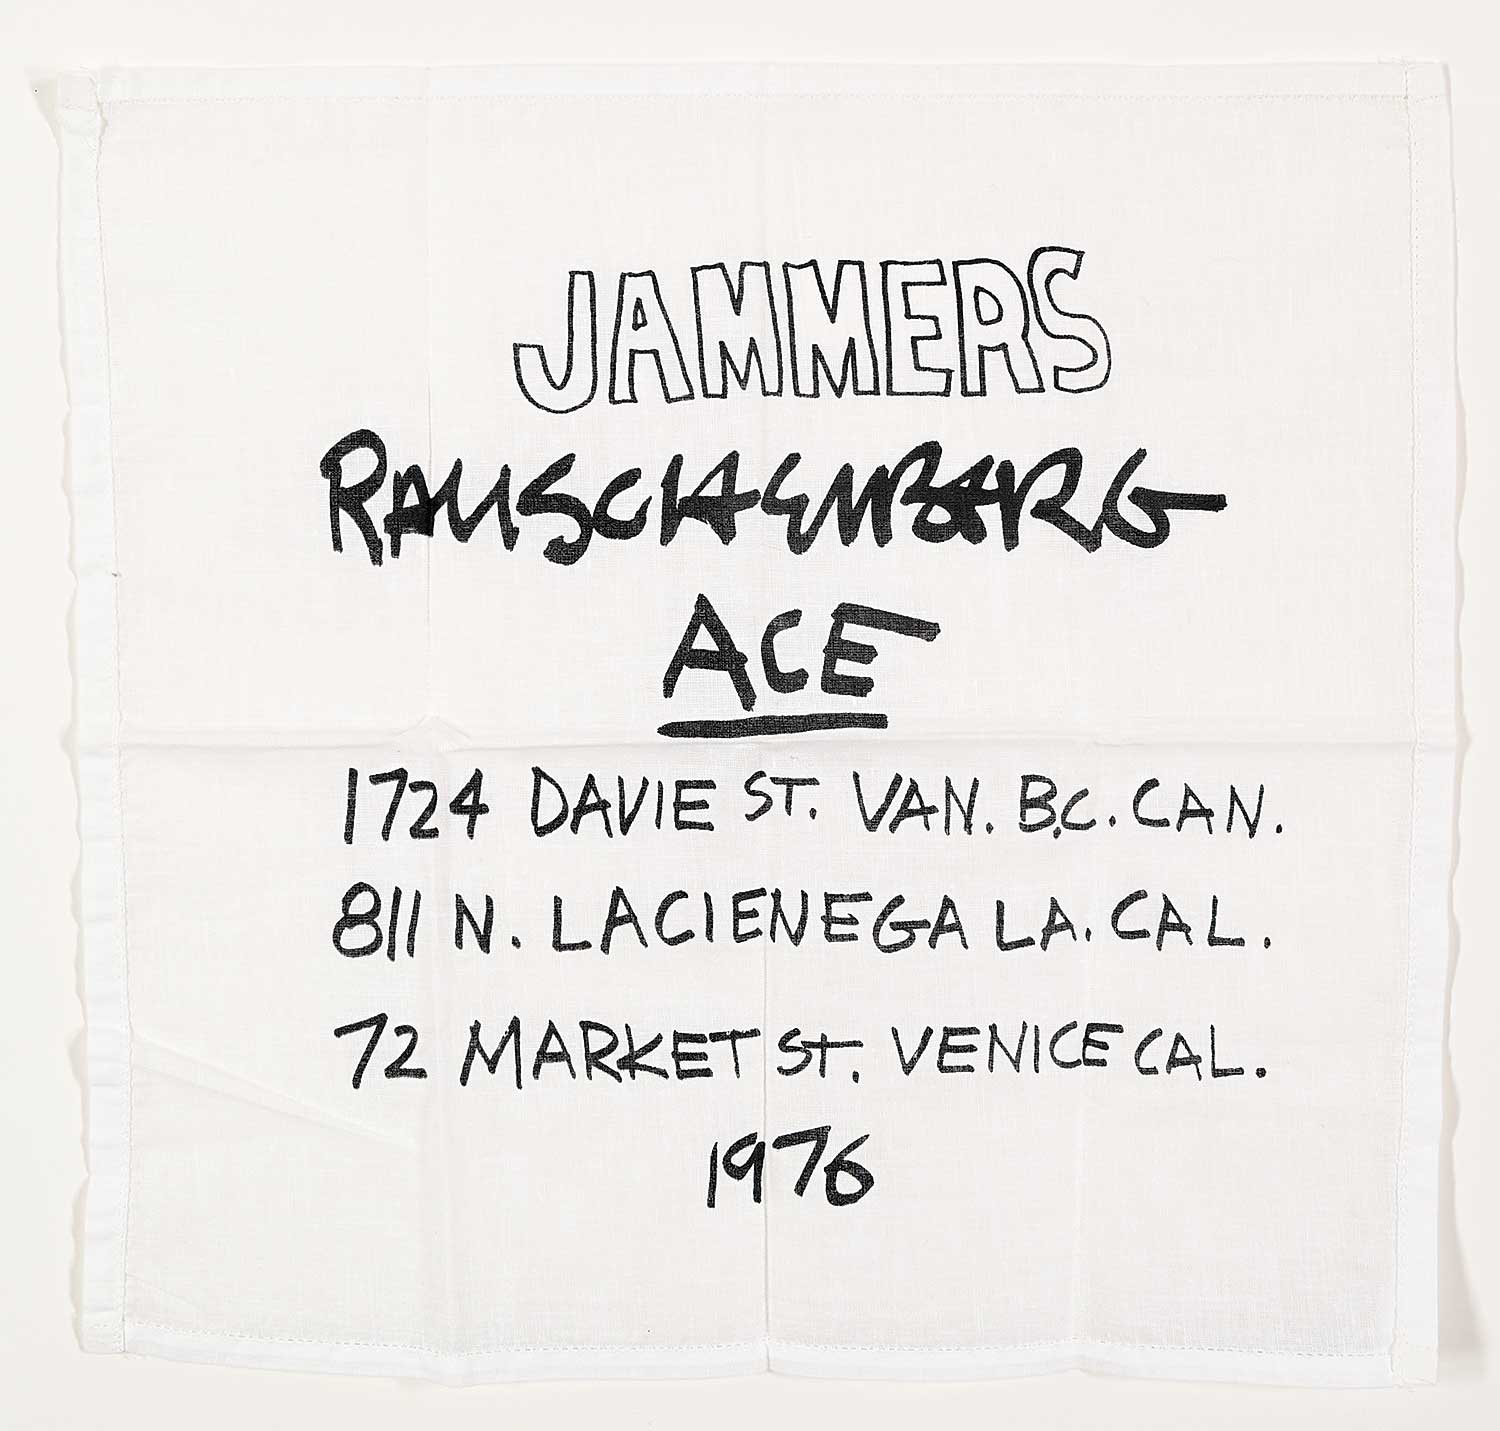 JAMMERS
RAUSCHENBERG
ACE
1724 DAVIE ST. VAN. B.C. CAN.
811 N. LACIENEGA LA. CAL.
72 MARKET St. VENICE CAL.
1976